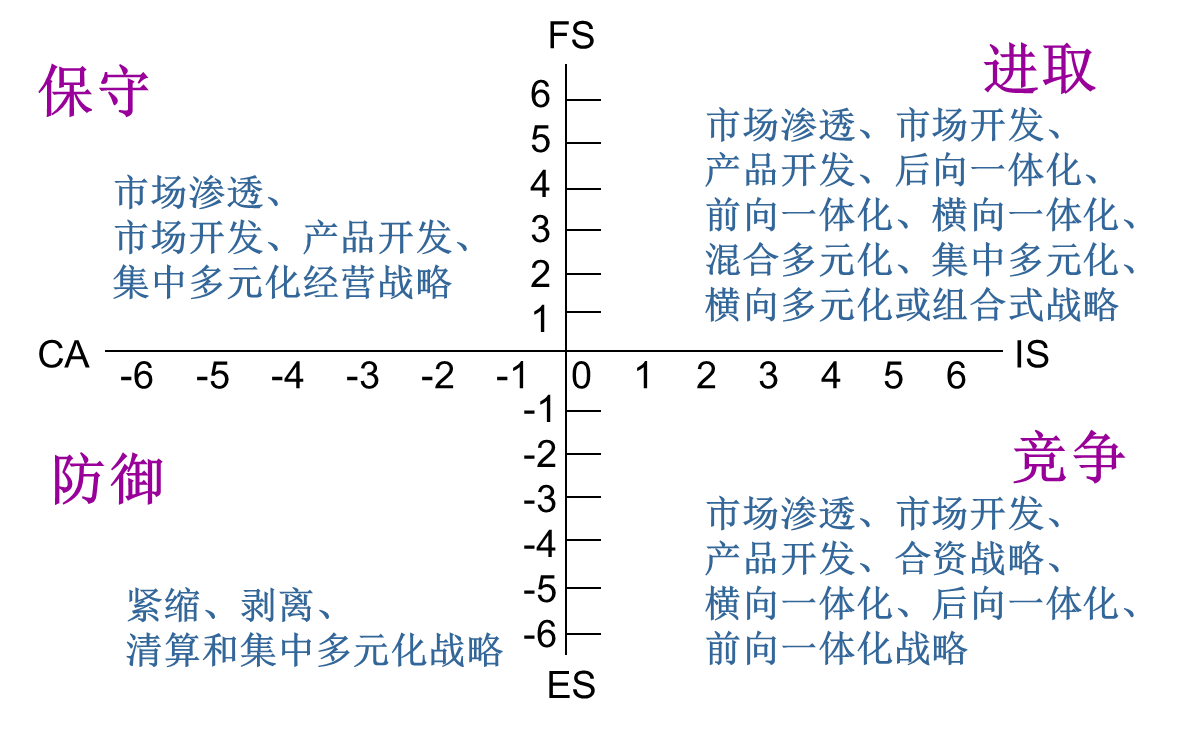 FS
保守
进取
市场渗透、市场开发、
产品开发、后向一体化、
前向一体化、横向一体化、
混合多元化、集中多元化、
横向多元化或组合式战略
市场渗透、
市场开发、产品开发、
集中多元化经营战略
6
5
4
3
2
1
CA
IS
-6 -5 -4 -3 -2 -1 0 1 2 3 4 5 6
-1
-2
-3
-4
-5
-6
防御
紧缩、剥离、
清算和集中多元化战略
竞争
市场渗透、市场开发、
产品开发、合资战略、
横向一体化、后向一体化、
前向一体化战略
ES